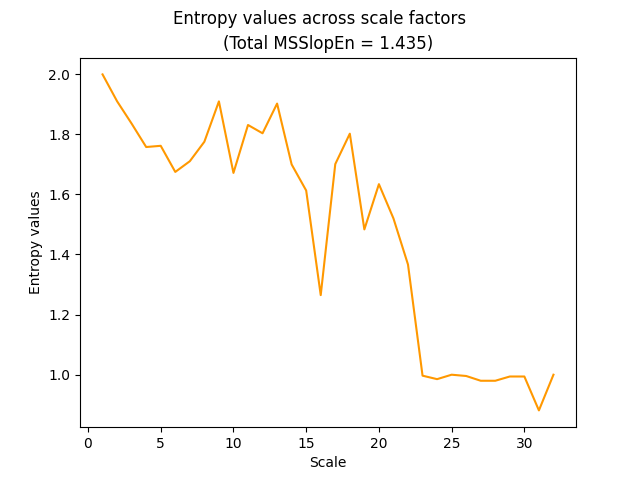 Entropy values across scale factors
(Total MSSlopEn = 1.435)
Entropy values
2.0
1.8
1.6
1.4
1.2
1.0
0 5 10 15 20 25 30
Scale